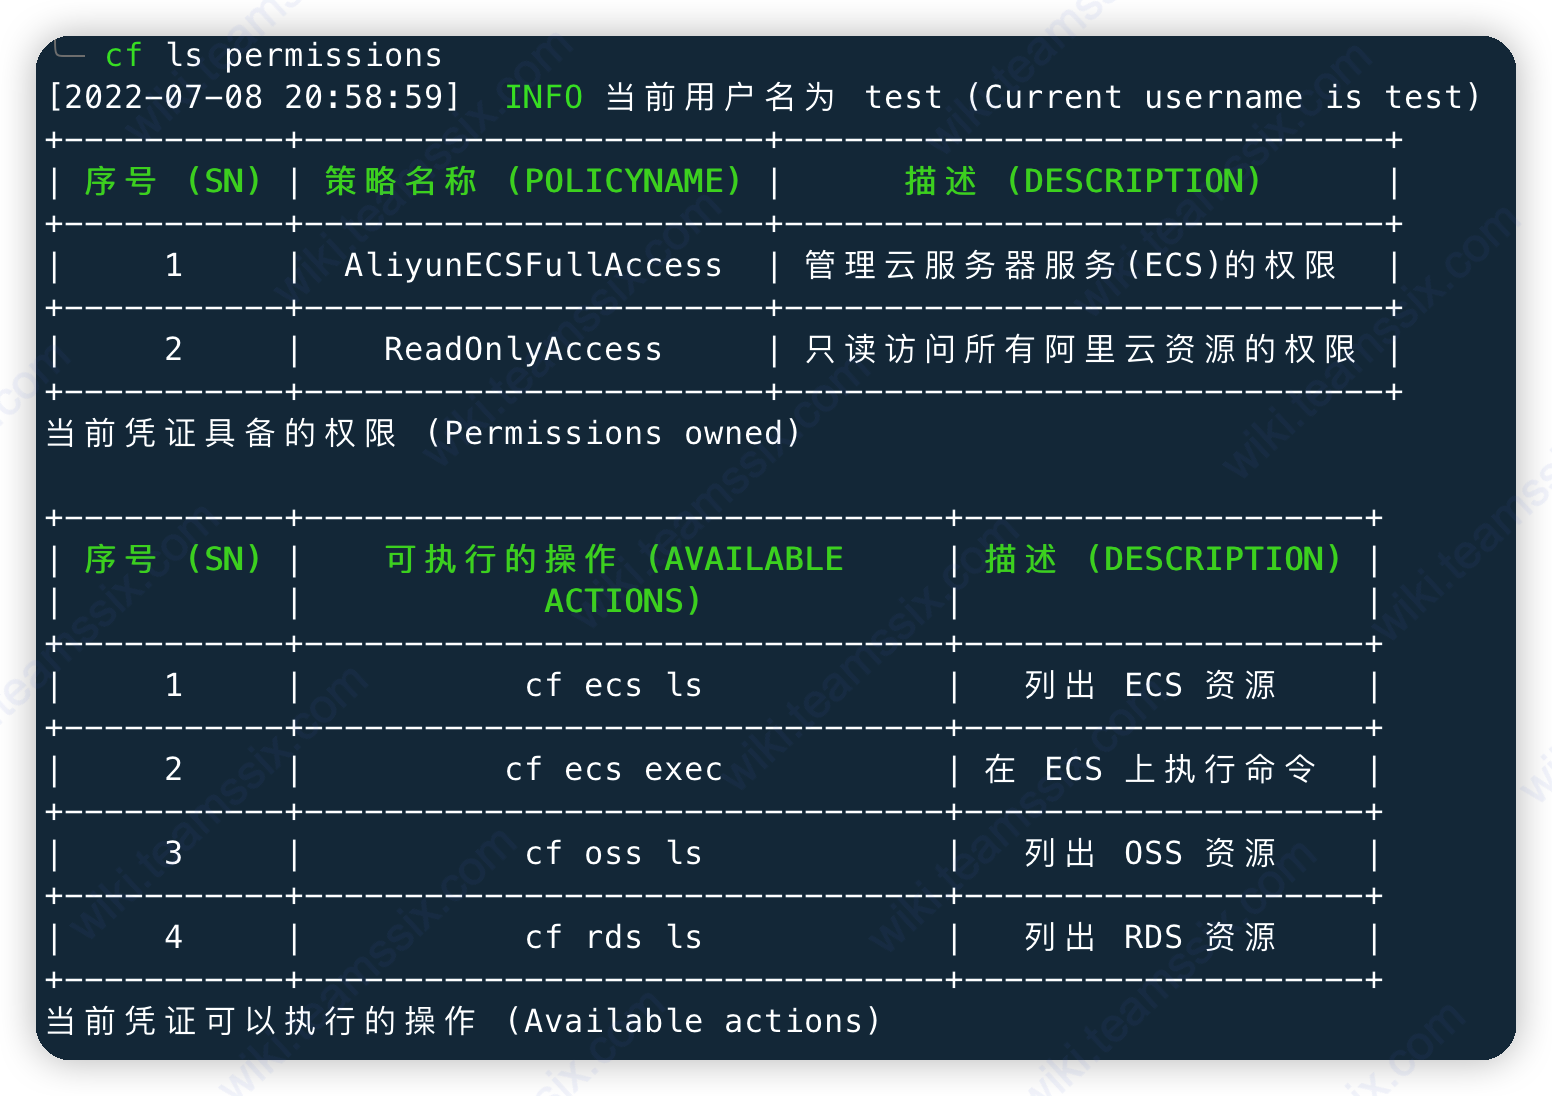 cf ls permissions
[2022-07-08 20:58:59] INFO 当前用户名为 test (Current username is test)
+-----------+-----------------------+------------------------------+
| 序号 (SN) | 策略名称 (POLICYNAME) | 描述 (DESCRIPTION) |
+-----------+-----------------------+------------------------------+
| 1 | AliyunECSFullAccess | 管理云服务器服务(ECS)的权限 |
+-----------+-----------------------+------------------------------+
| 2 | ReadOnlyAccess | 只读访问所有阿里云资源的权限 |
+-----------+-----------------------+------------------------------+
当前凭证具备的权限 (Permissions owned)
+-----------+--------------------------------+--------------------+
| 序号 (SN) | 可执行的操作 (AVAILABLE | 描述 (DESCRIPTION) |
| | ACTIONS) | |
+-----------+--------------------------------+--------------------+
| 1 | cf ecs ls | 列出 ECS 资源 |
+-----------+--------------------------------+--------------------+
| 2 | cf ecs exec | 在 ECS 上执行命令 |
+-----------+--------------------------------+--------------------+
| 3 | cf oss ls | 列出 OSS 资源 |
+-----------+--------------------------------+--------------------+
| 4 | cf rds ls | 列出 RDS 资源 |
+-----------+--------------------------------+--------------------+
当前凭证可以执行的操作 (Available actions)
wiki.teamssix.com